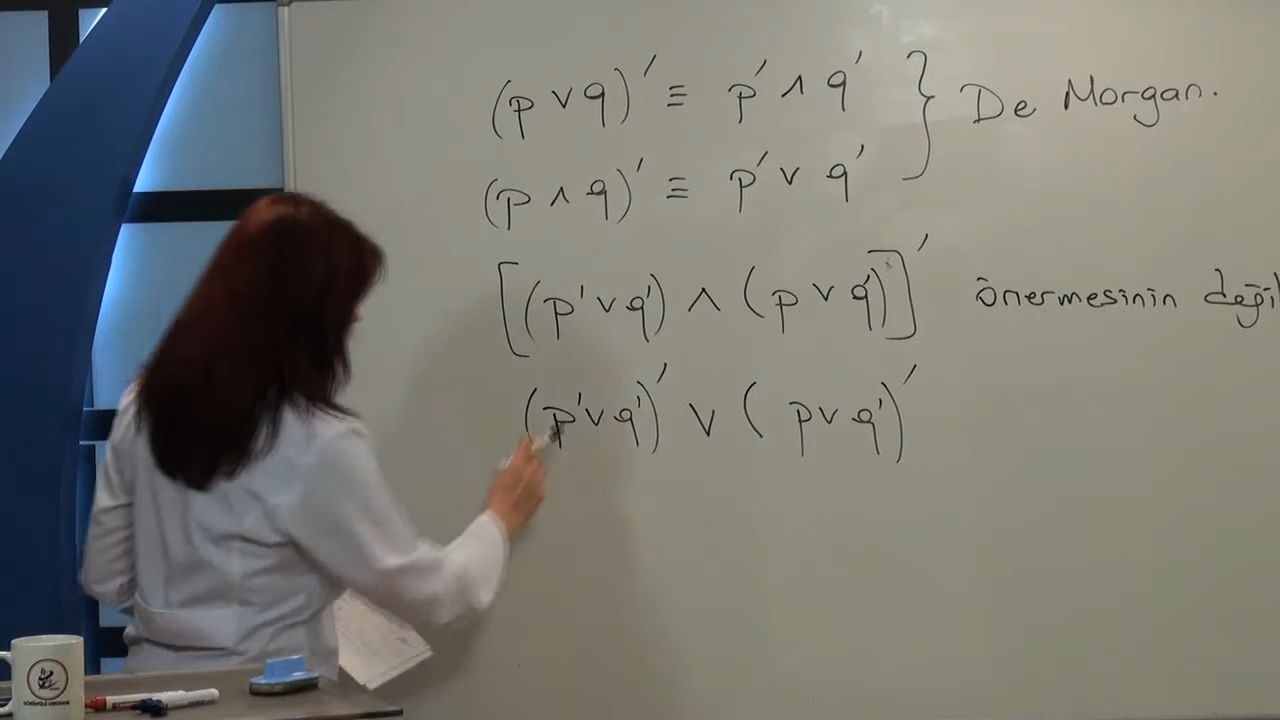 (p ∨ q)′ ≡ p′ ∧ q′ } De Morgan.
(p ∧ q)′ ≡ p′ ∨ q′
[(p′ ∨ q′) ∧ (p ∨ q′)]′ önermesinin değil
(p′ ∨ q′)′ ∨ (p ∨ q′)′